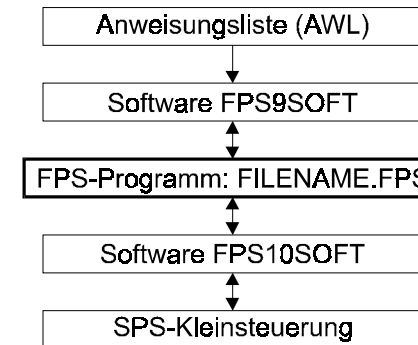 Anweisungsliste (AWL)
Software FPS9SOFT
FPS-Programm: FILENAME.FPS
Software FPS10SOFT
SPS-Kleinsteuerung